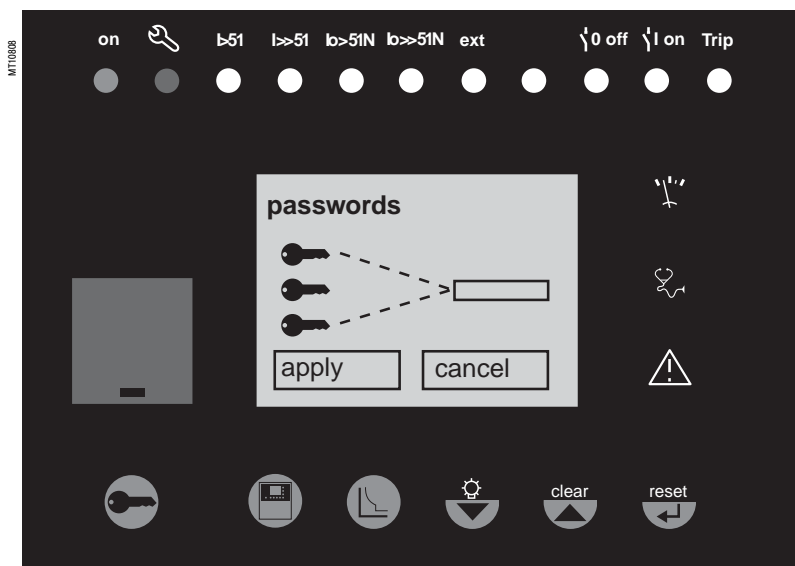 MT10808
on I>51 I>>51 Io>51N Io>>51N ext 0 off I on Trip
passwords
apply cancel
clear reset